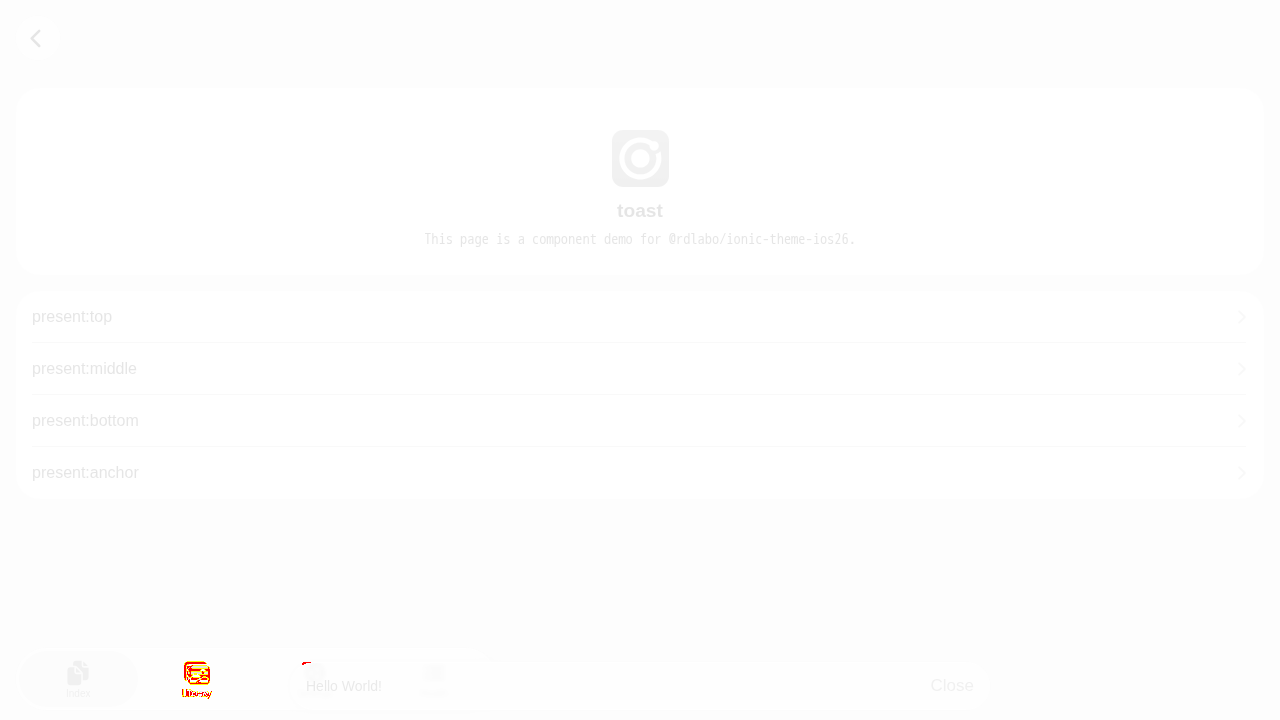 toast
This page is a component demo for @rdlabo/ionic-theme-ios26.
present:top
present:middle
present:bottom
present:anchor
Index
Hello World!
Close